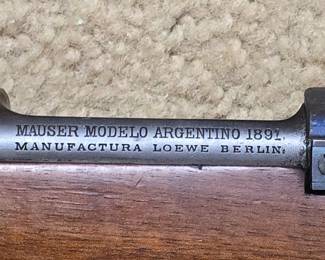 MAUSER MODELO ARGENTINO 1891.
MANUFACTURA LOEWE BERLIN.